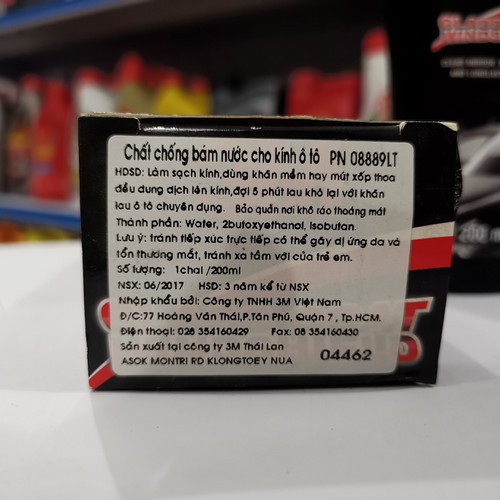 Chất chống bám nước cho kính ô tô PN 08889LT
HDSD: Làm sạch kính,dùng khăn mềm hay mút xốp thoa
đều dung dịch lên kính,đợi 5 phút lau khô lại với khăn
lau ô tô chuyên dụng. Bảo quản nơi khô ráo thoáng mát
Thành phần: Water, 2butoxyethanol, isobutan.
Lưu ý: tránh tiếp xúc trực tiếp có thể gây dị ứng da và
tổn thương mắt, tránh xà tầm với của trẻ em.
Số lượng: 1chai /200ml
NSX: 06/2017 HSD: 3 năm kể từ NSX
Nhập khẩu bởi: Công ty TNHH 3M Việt Nam
Đ/C:77 Hoàng Văn Thái,P.Tân Phú, Quận 7 , Tp.HCM.
Điện thoại: 028 354160429 Fax: 08 354160430
Sản xuất tại công ty 3M Thái Lan
ASOK MONTRI RD KLONGTOEY NUA 04462